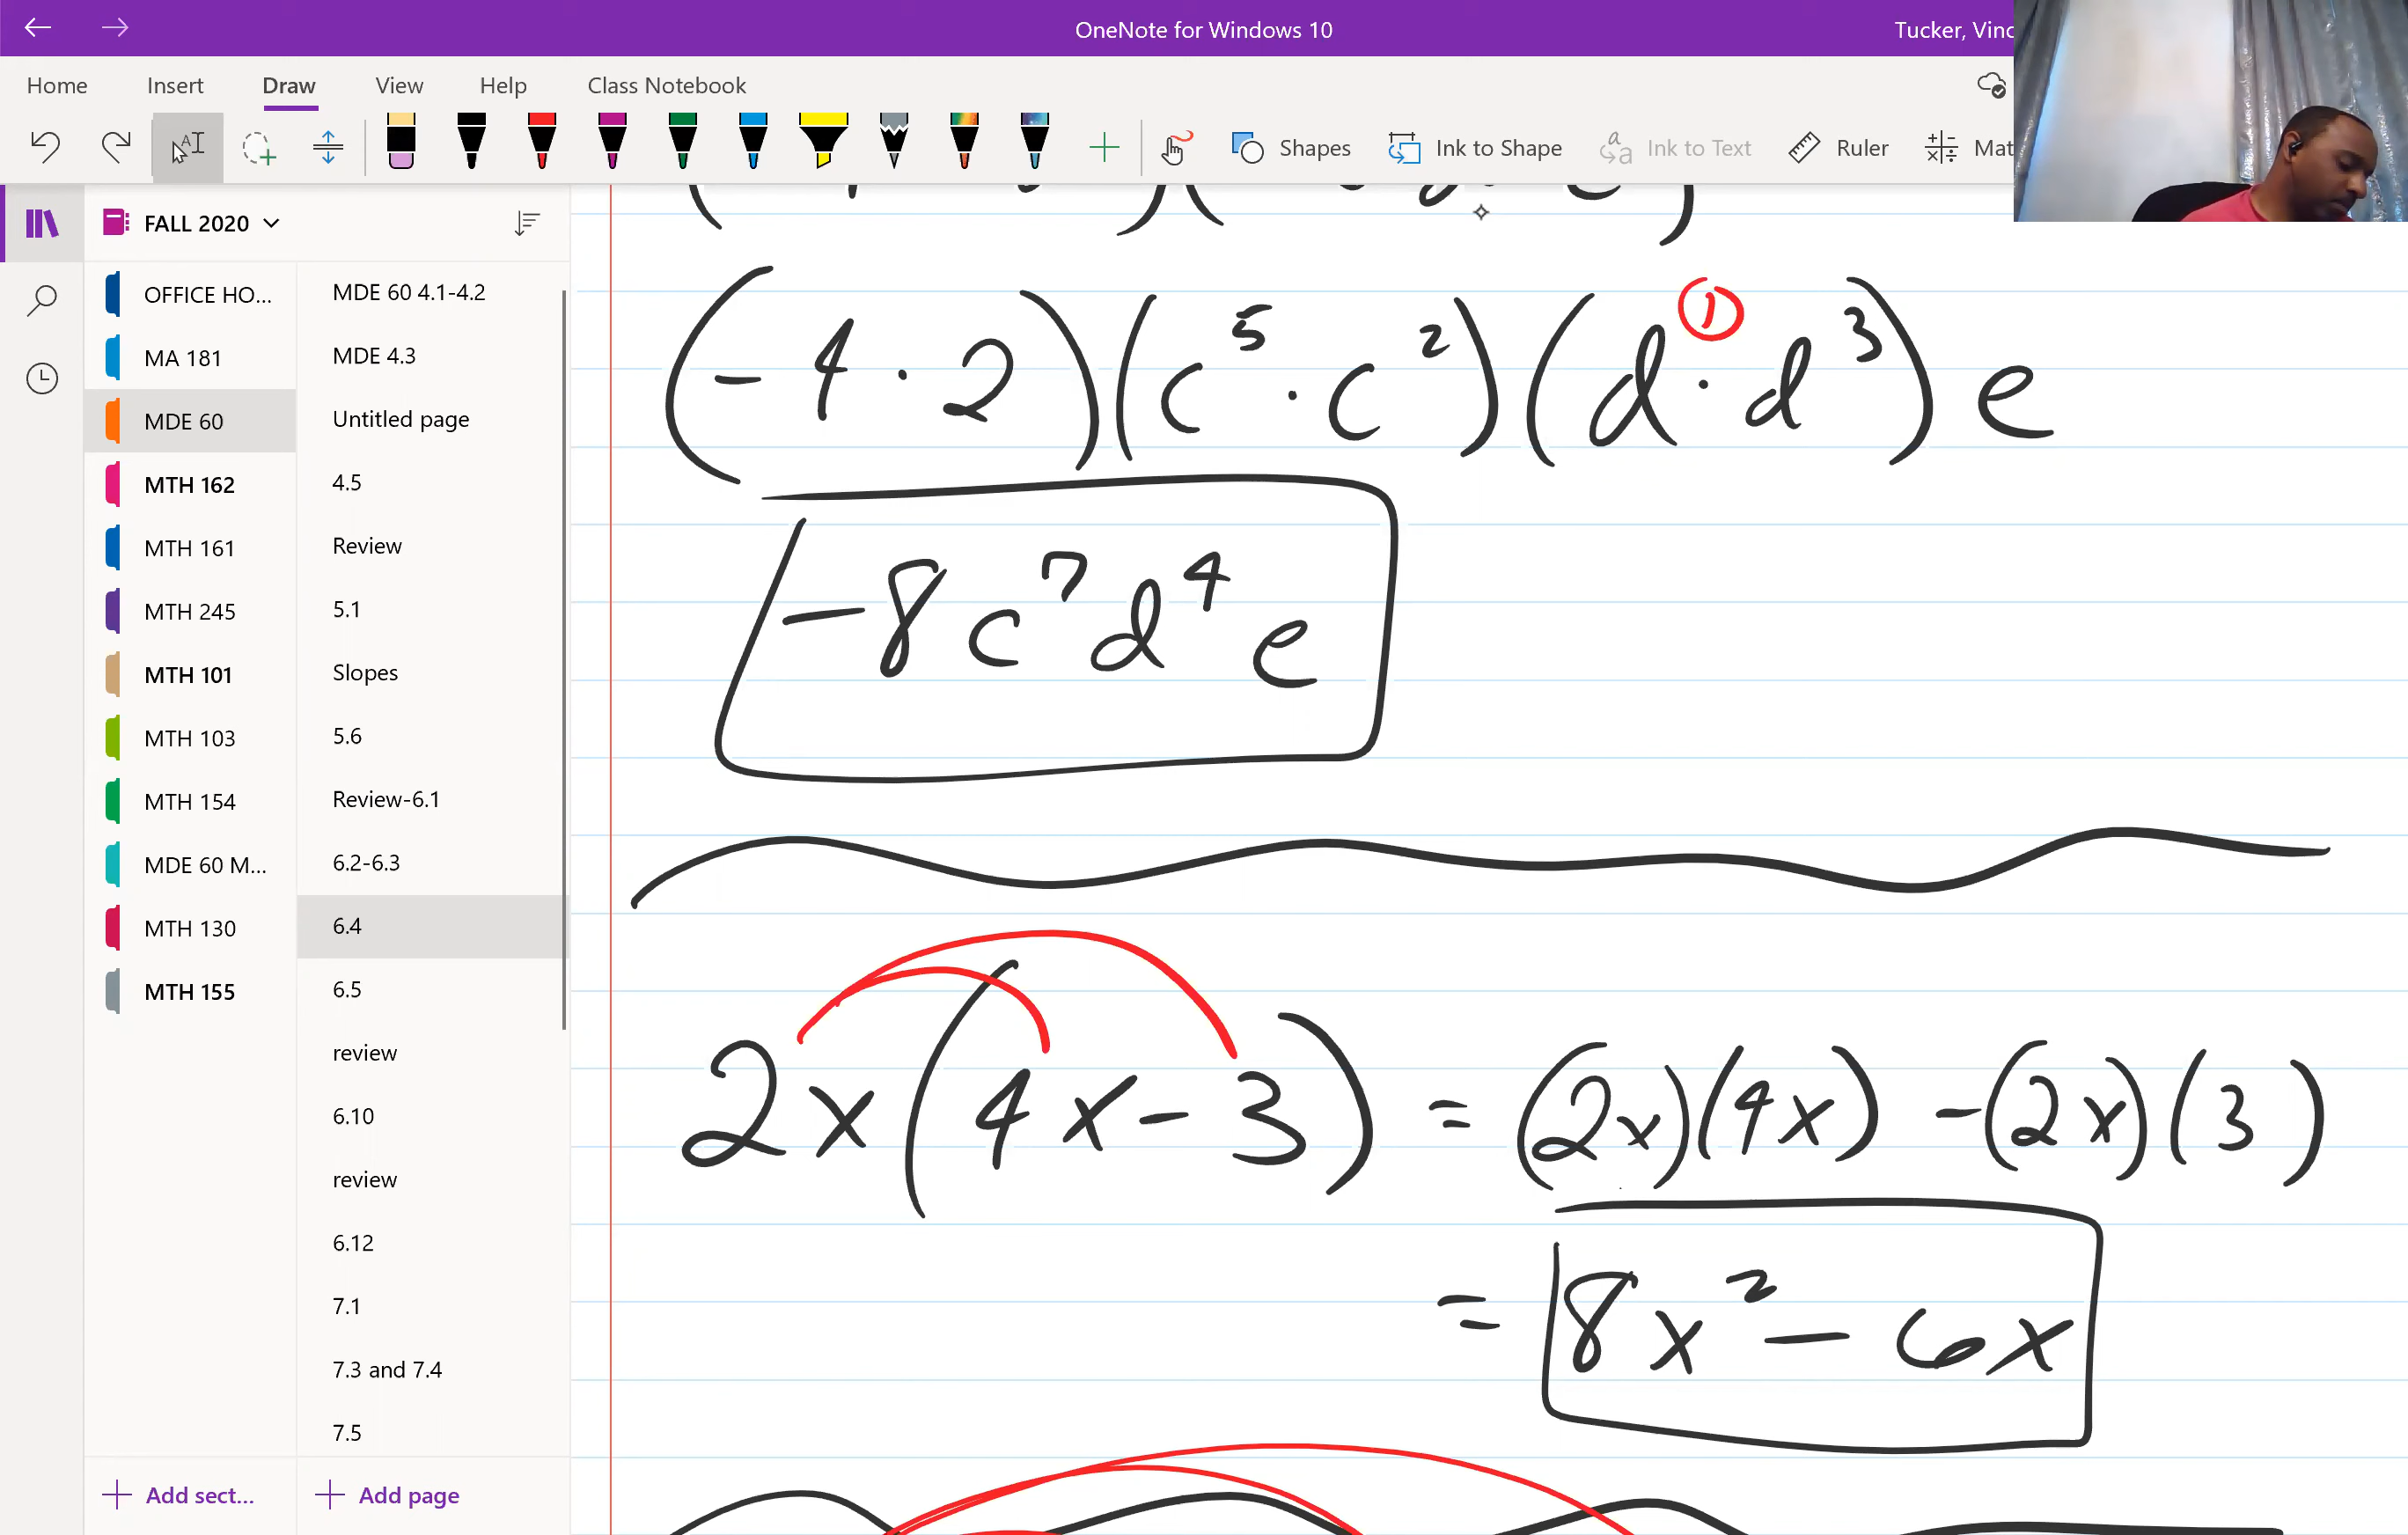 OneNote for Windows 10
Tucker, Vinc
Home Insert Draw View Help Class Notebook
Shapes Ink to Shape Ink to Text Ruler Mat
FALL 2020
OFFICE HO...
MA 181
MDE 60
MTH 162
MTH 161
MTH 245
MTH 101
MTH 103
MTH 154
MDE 60 M...
MTH 130
MTH 155
Add sect...
MDE 60 4.1-4.2
MDE 4.3
Untitled page
4.5
Review
5.1
Slopes
5.6
Review-6.1
6.2-6.3
6.4
6.5
review
6.10
review
6.12
7.1
7.3 and 7.4
7.5
Add page
(-4·2)(c⁵·c²)(d^①·d³)e
-8c⁷d⁴e
2x(4x-3) = (2x)(4x) -(2x)(3)
= 8x²-6x